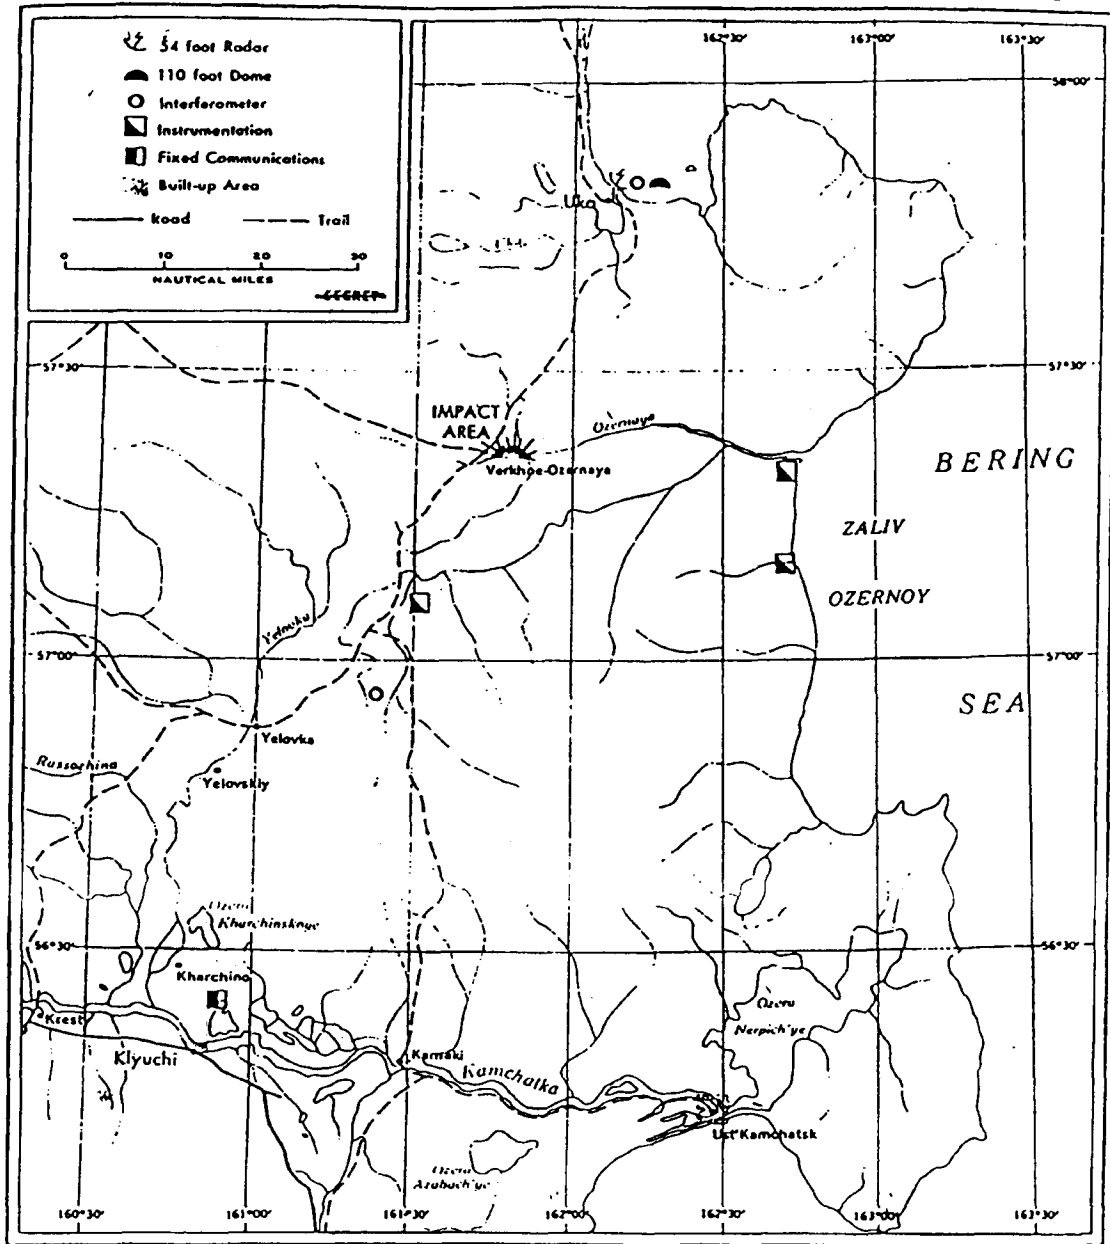 54 foot Radar
110 foot Dome
Interferometer
Instrumentation
Fixed Communications
Built-up Area
Road Trail
0 10 20 30
NAUTICAL MILES
SECRET
162°30' 163°00' 163°30'
58°00'
Uka
57°30' 57°30'
IMPACT
AREA
Ozernaya
Verkhoe-Ozernaya
BERING
ZALIV
OZERNOY
Yelovka
57°00' 57°00'
SEA
Yelovka
Russochina
Yelovskiy
Ozero
Kharchinskoye
56°30' 56°30'
Kharchino
Ozero
Nerpich'ye
Kresti
Klyuchi
Kamaki
Kamchatka
Ust'Kamchatsk
Ozero
Azabach'ye
160°30' 161°00' 161°30' 162°00' 162°30' 163°00' 163°30'